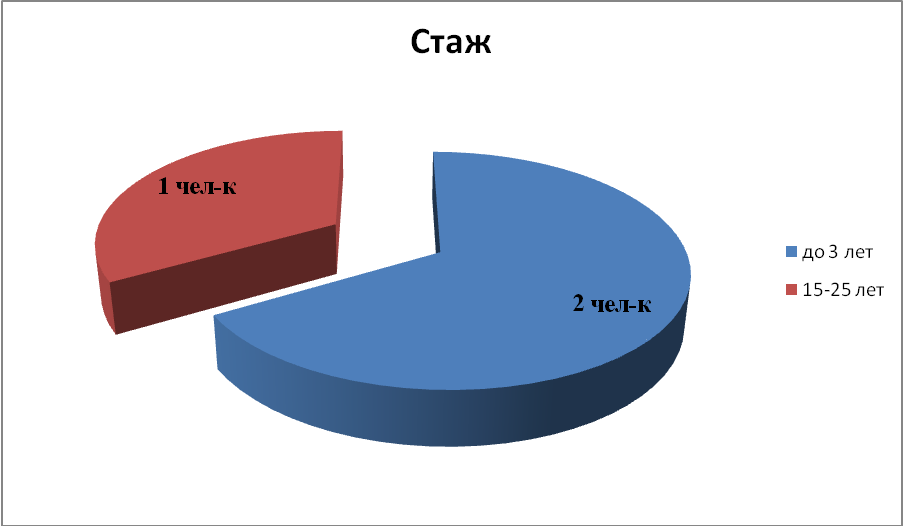 Стаж
1 чел-к
2 чел-к
до 3 лет
15-25 лет